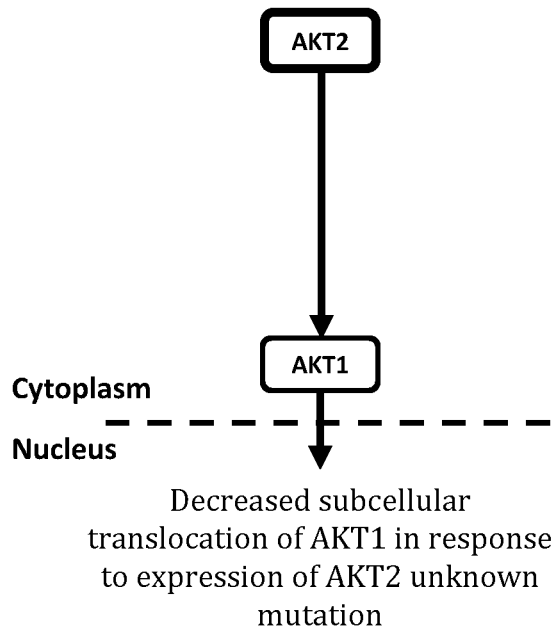 AKT2
AKT1
Cytoplasm
Nucleus
Decreased subcellular
translocation of AKT1 in response
to expression of AKT2 unknown
mutation